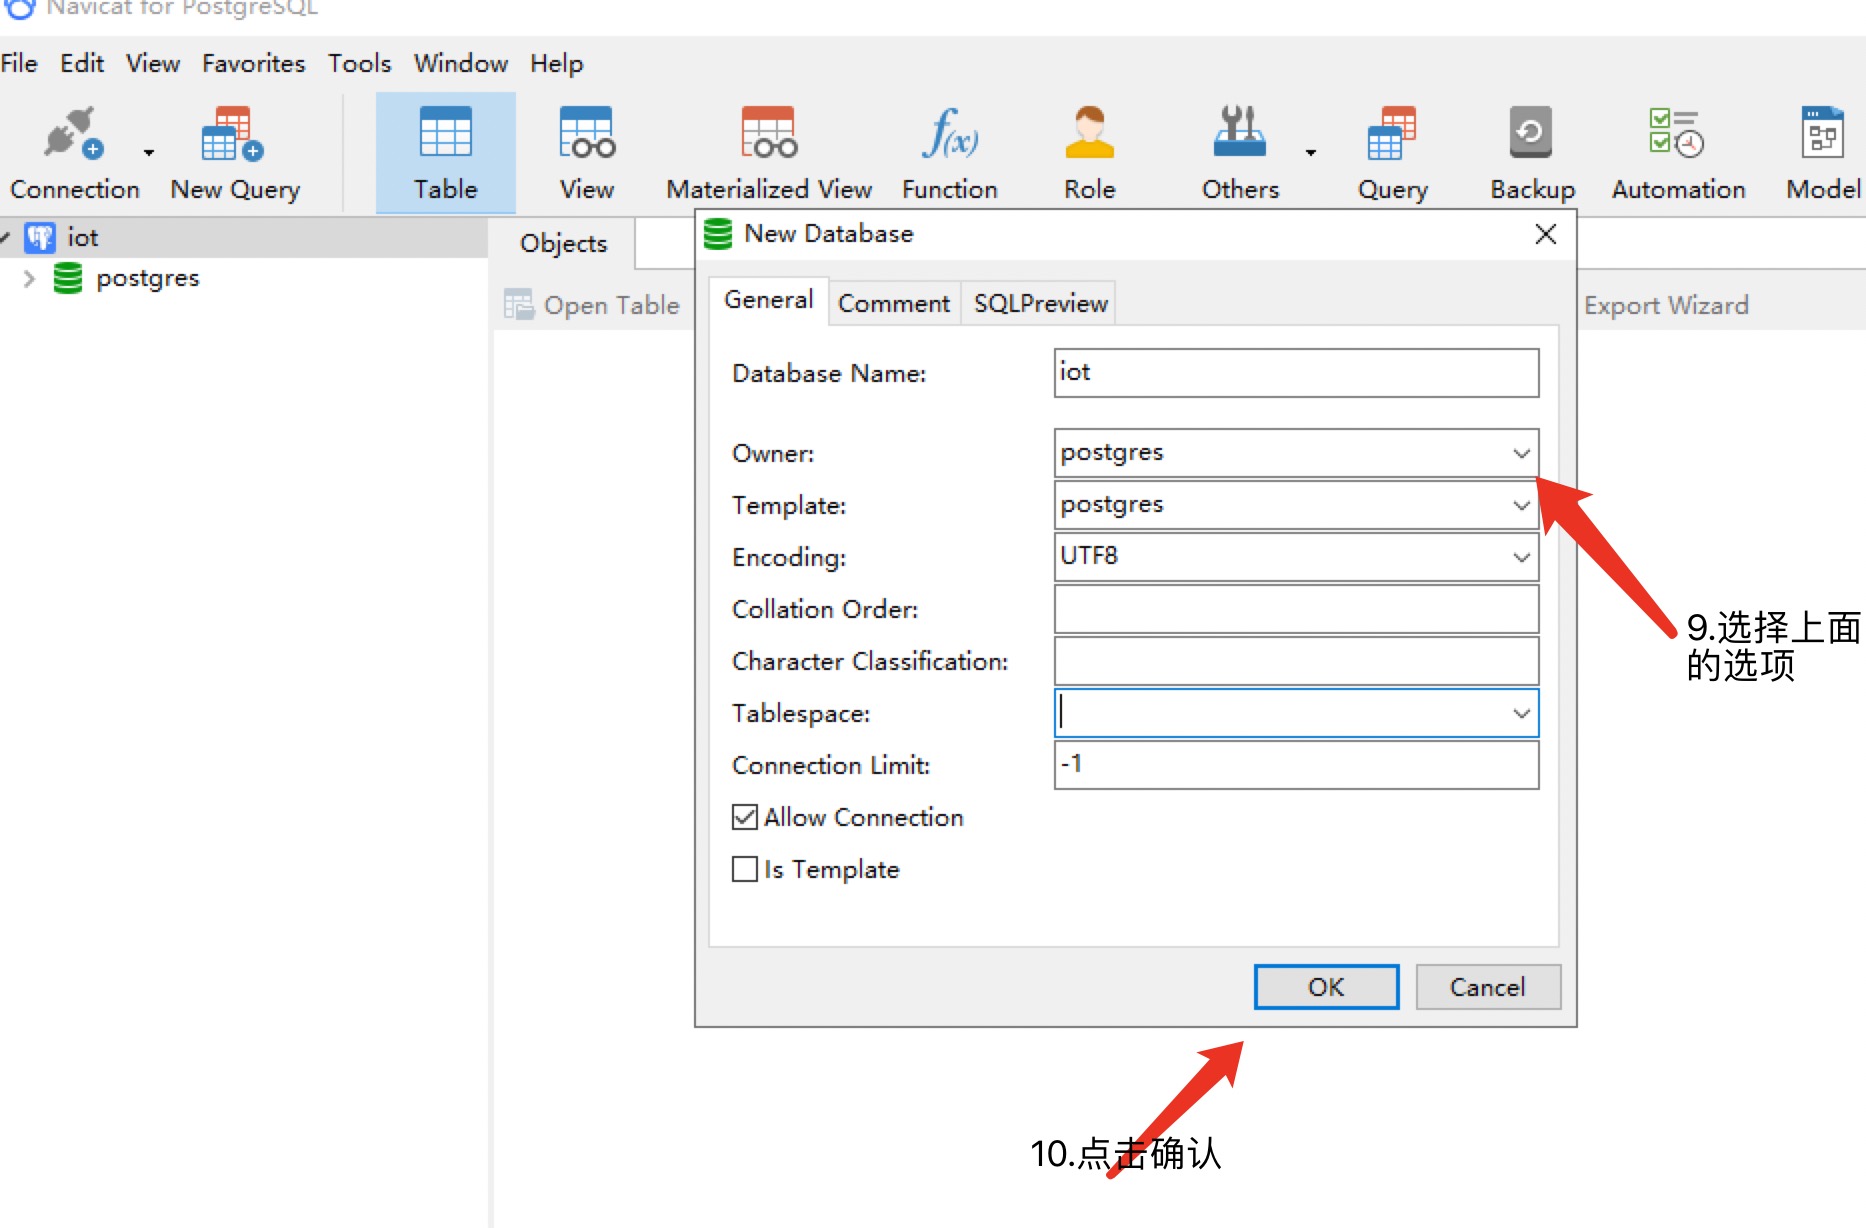 Navicat for PostgreSQL
File Edit View Favorites Tools Window Help
Connection New Query Table View Materialized View Function Role Others Query Backup Automation Model
iot
postgres
Objects
Open Table
Export Wizard
New Database
General Comment SQLPreview
Database Name: iot
Owner: postgres
Template: postgres
Encoding: UTF8
Collation Order:
Character Classification:
Tablespace:
Connection Limit: -1
Allow Connection
Is Template
OK Cancel
9.选择上面
的选项
10.点击确认